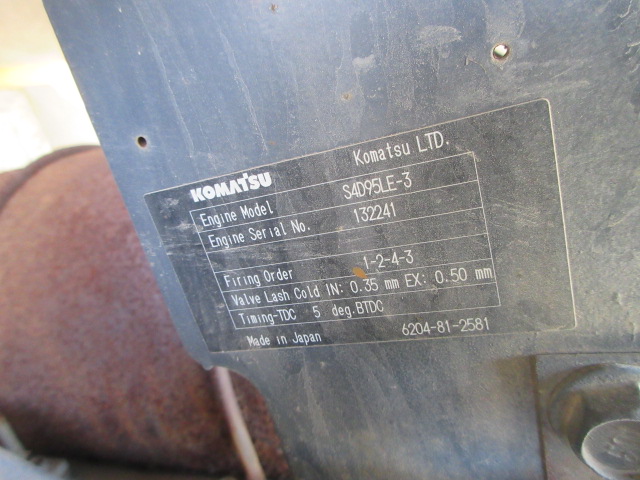 KOMATSU Komatsu LTD.
Engine Model S4D95LE-3
Engine Serial No. 132241
Firing Order 1-2-4-3
Valve Lash Cold IN: 0.35 mm EX: 0.50 mm
Timing-TDC 5 deg.BTDC
Made in Japan 6204-81-2581